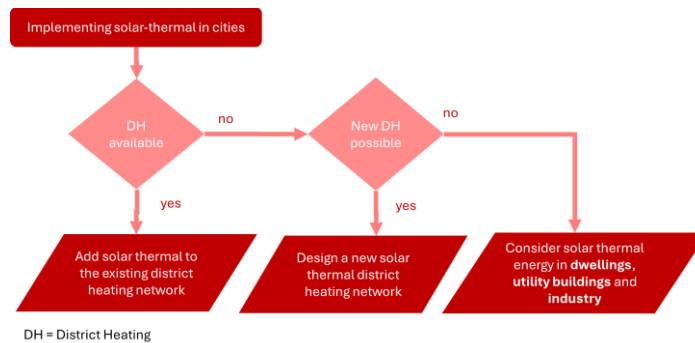 Implementing solar-thermal in cities
DH
available
no
New DH
possible
no
yes
yes
Add solar thermal to
the existing district
heating network
Design a new solar
thermal district
heating network
Consider solar thermal
energy in dwellings,
utility buildings and
industry
DH = District Heating